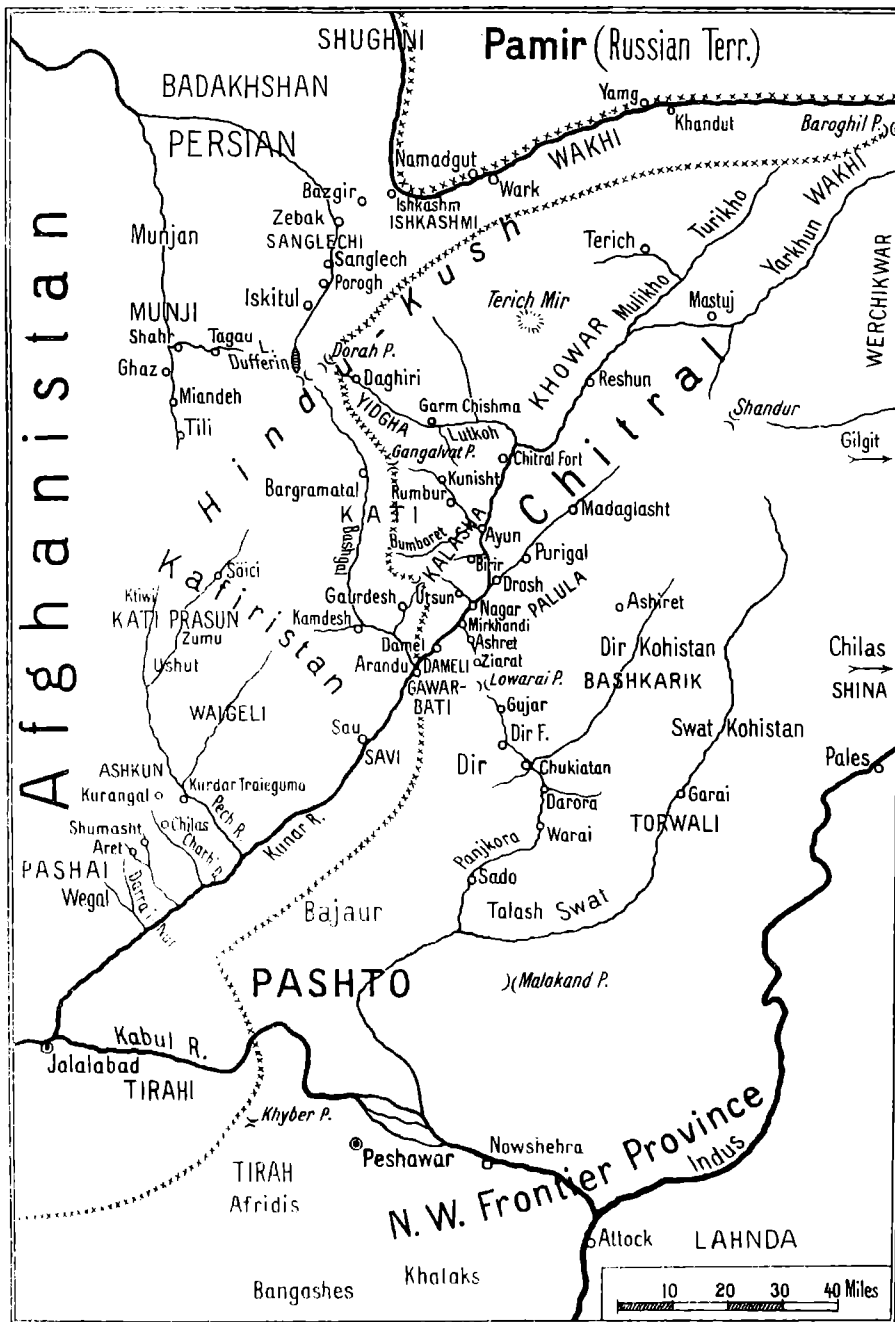 SHUGHNI
Pamir (Russian Terr.)
BADAKHSHAN
PERSIAN
Yamg
Khandut
Baroghil P.
WAKHI
Namadgut
Wark
Bazgir
Ishkashm
ISHKASHMI
Zebak
SANGLECHI
Sanglech
Porogh
Iskitul
Munjan
MUNJI
Shahr
Tagau
L. Dufferin
Ghaz
Miandeh
Tili
Dorah P.
Daghiri
YIDGHA
Hindu-Kush
Terich
Turikho
WAKHI
Yarkhun
Terich Mir
Mulikho
Mastuj
KHOWAR
WERCHIKWAR
Reshun
Shandur
Gilgit
Garm Chishma
Lutkoh
Chitral Fort
Chitral
Gangalvat P.
Kunisht
Rumbur
Bargramatal
KATI
Bashgal
Bumboret
Ayun
Madaglasht
KALASHA
Birir
Purigal
Drosh
PALULA
Utsun
Nagar
Mirkhandi
Ashret
Ziarat
Gaurdesh
Kamdesh
Damel
Arandu
DAMELI
GAWAR-
BATI
Lowarai P.
Ashiret
Dir Kohistan
BASHKARIK
Chilas
SHINA
Afghanistan
Kafiristan
Säici
Ktiwi
KATI PRASUN
Zumu
Ushut
WAIGELI
Sau
SAVI
Gujar
Dir F.
Dir
Chukiatan
Swat Kohistan
Pales
Darora
Garai
Warai
TORWALI
Panjkora
Sado
Talash
Swat
ASHKUN
Kurdar Traieguma
Kurangal
Pech R.
Kunar R.
Chilas
Shumasht
Aret
PASHAI
Wegal
Darra i Nur
Bajaur
PASHTO
Malakand P.
Kabul R.
Jalalabad
TIRAHI
Khyber P.
Peshawar
Nowshehra
TIRAH
Afridis
N. W. Frontier Province
Indus
Attock
LAHNDA
Bangashes
Khalaks
10 20 30 40 Miles